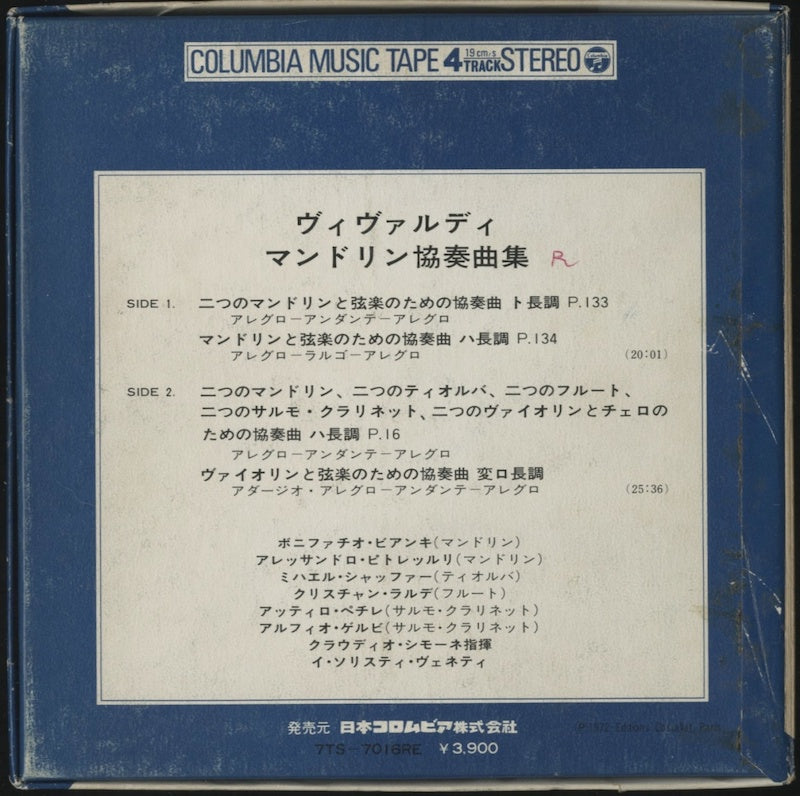 COLUMBIA MUSIC TAPE 4 19 cm/s TRACK STEREO Columbia
ヴィヴァルディ
マンドリン協奏曲集 R
SIDE 1. 二つのマンドリンと弦楽のための協奏曲 ト長調 P.133
アレグロ−アンダンテ−アレグロ
マンドリンと弦楽のための協奏曲 ハ長調 P.134
アレグロ−ラルゴ−アレグロ (20:01)
SIDE 2. 二つのマンドリン、二つのティオルバ、二つのフルート、
二つのサルモ・クラリネット、二つのヴァイオリンとチェロの
ための協奏曲 ハ長調 P.16
アレグロ−アンダンテ−アレグロ
ヴァイオリンと弦楽のための協奏曲 変ロ長調
アダージオ・アレグロ−アンダンテ−アレグロ (25:36)
ボニファチオ・ビアンキ(マンドリン)
アレッサンドロ・ピトレッルリ(マンドリン)
ミハエル・シャッファー(ティオルバ)
クリスチャン・ラルデ(フルート)
アッティロ・ペチレ(サルモ・クラリネット)
アルフィオ・ゲルビ(サルモ・クラリネット)
クラウディオ・シモーネ指揮
イ・ソリスティ・ヴェネティ
発売元 日本コロムビア株式会社
℗1972 Editions Costallat, Paris
7TS−7016RE ¥3,900